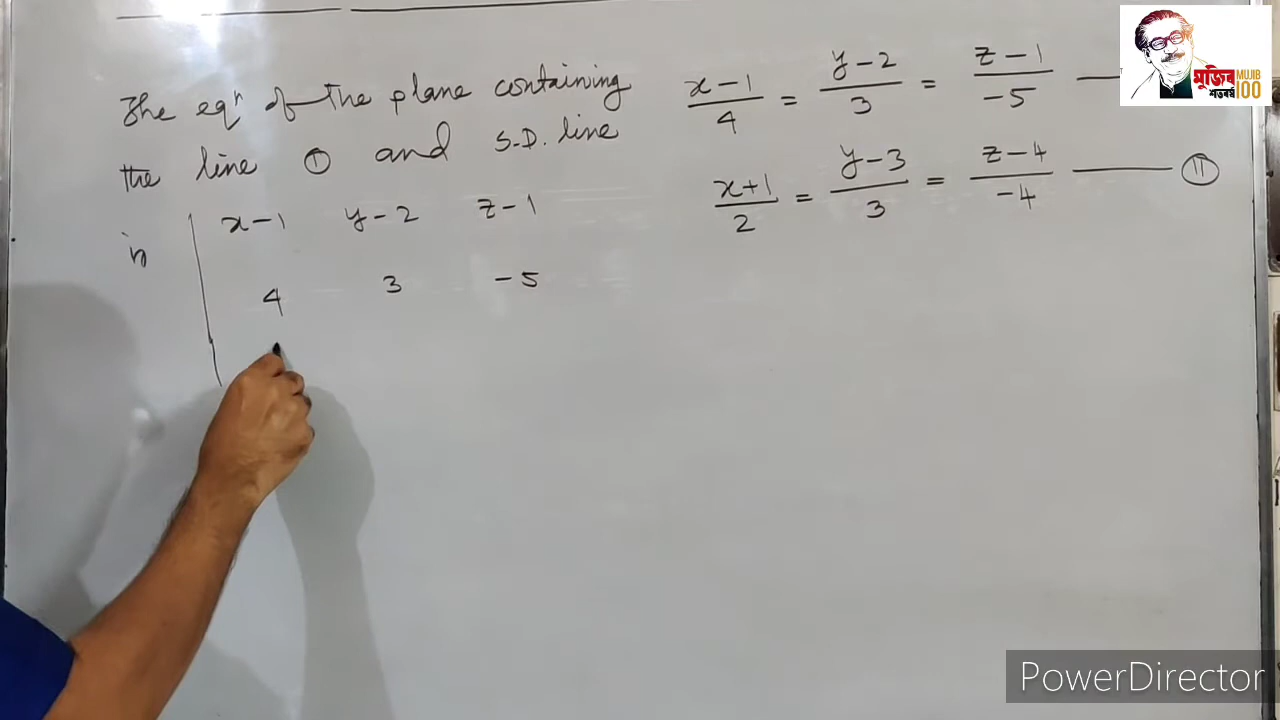 The eqⁿ of the plane containing
the line ① and S.D. line
is
x-1 y-2 z-1
4 3 -5
(x-1)/4 = (y-2)/3 = (z-1)/-5
(x+1)/2 = (y-3)/3 = (z-4)/-4 — Ⅱ
মুজিব শতবর্ষ
MUJIB 100
PowerDirector